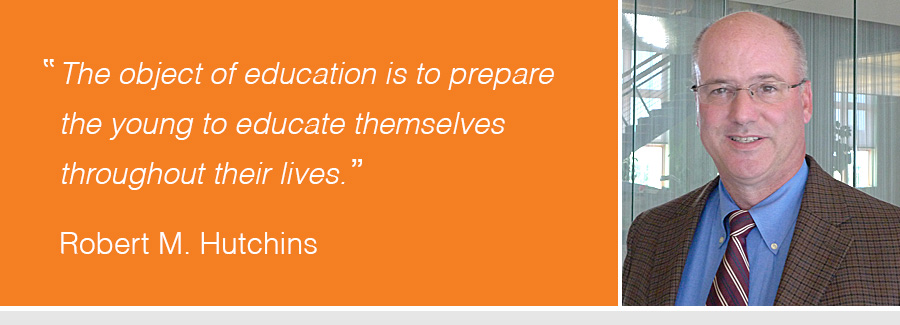 “The object of education is to prepare
the young to educate themselves
throughout their lives.”
Robert M. Hutchins